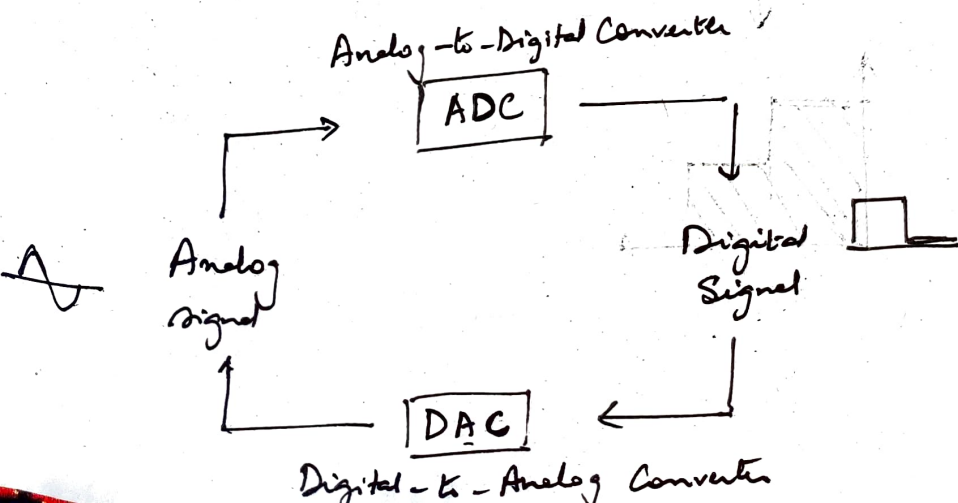 Analog-to-Digital Converter
ADC
Analog
signal
Digital
Signal
DAC
Digital-to-Analog Converter